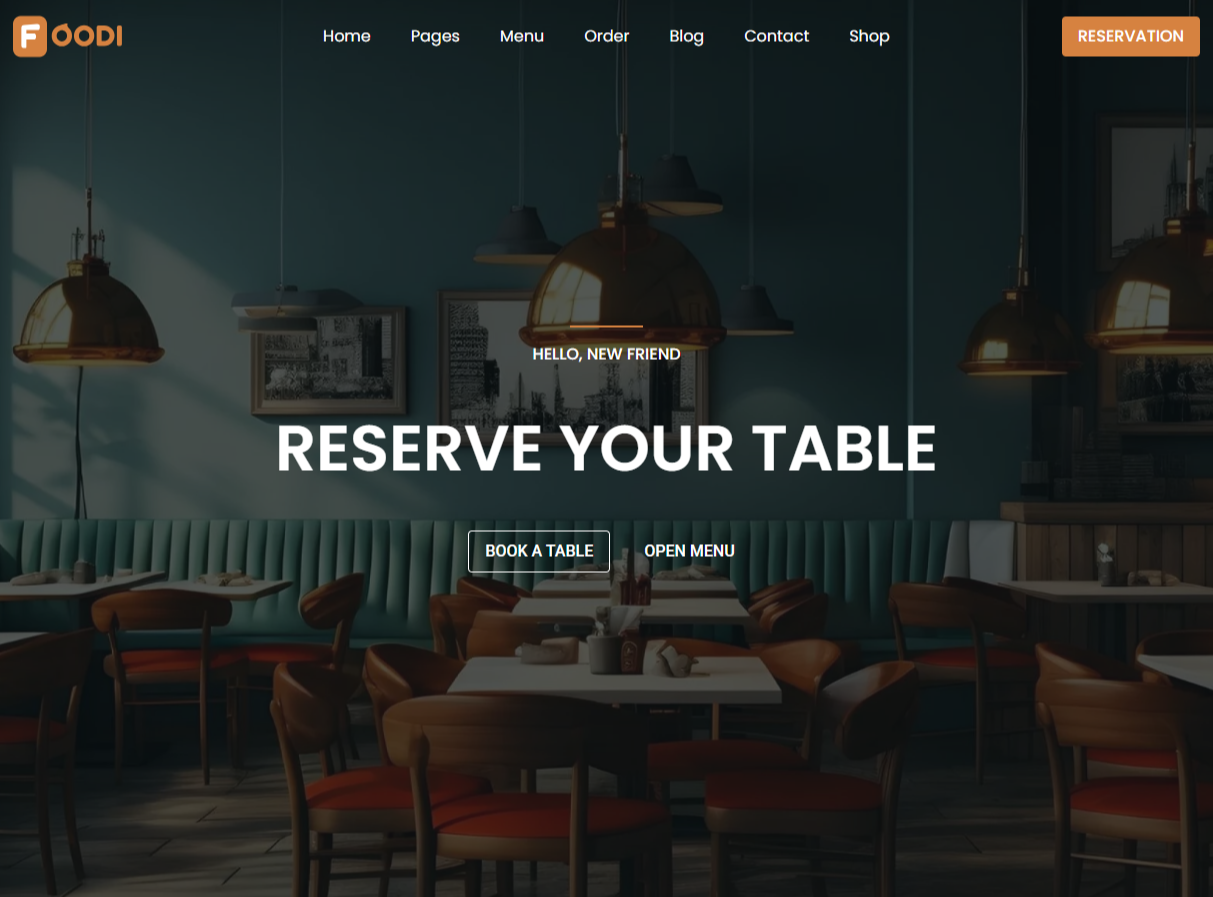 FOODI
Home Pages Menu Order Blog Contact Shop
RESERVATION
HELLO, NEW FRIEND
RESERVE YOUR TABLE
BOOK A TABLE
OPEN MENU